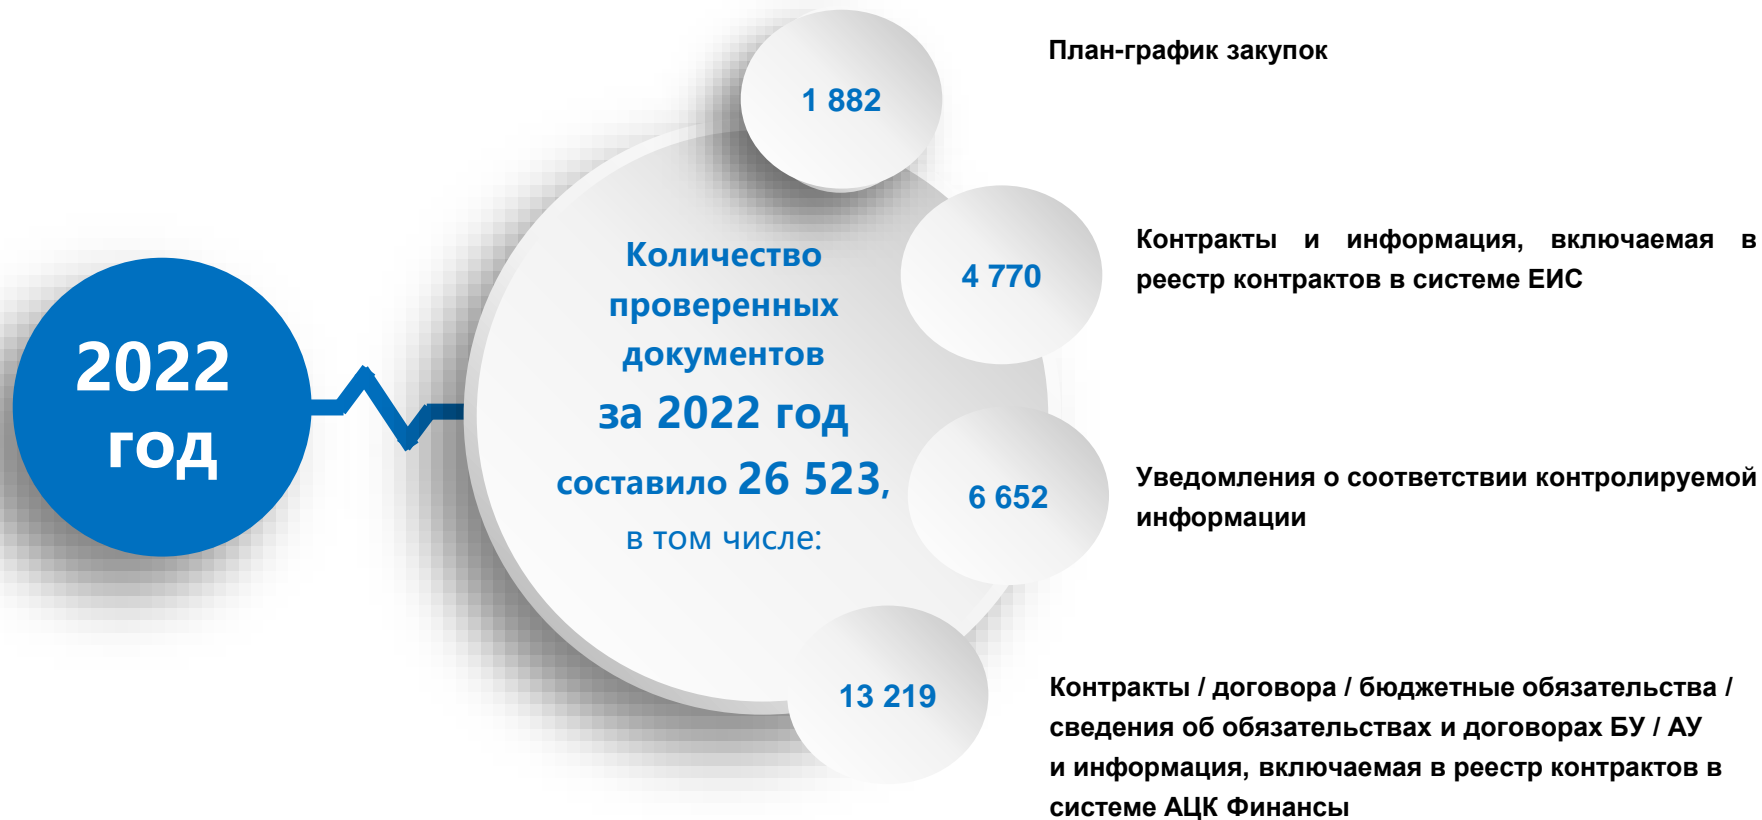 2022
год
Количество
проверенных
документов
за 2022 год
составило 26 523,
в том числе:
1 882
План-график закупок
4 770
Контракты и информация, включаемая в
реестр контрактов в системе ЕИС
6 652
Уведомления о соответствии контролируемой
информации
13 219
Контракты / договора / бюджетные обязательства /
сведения об обязательствах и договорах БУ / АУ
и информация, включаемая в реестр контрактов в
системе АЦК Финансы